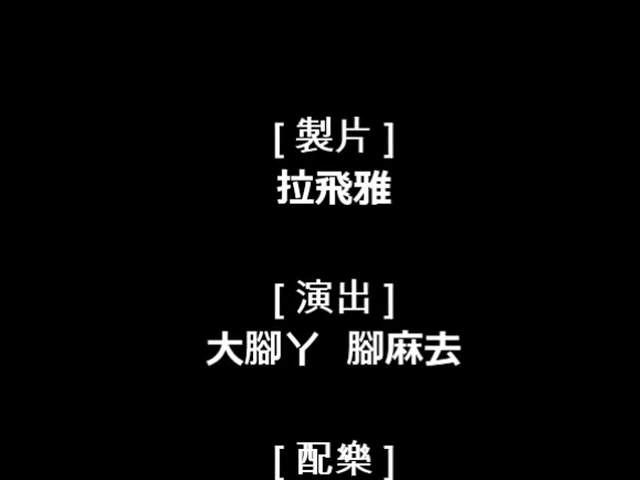 [ 製片 ]
拉飛雅
[ 演出 ]
大腳丫 腳麻去
[ 配樂 ]